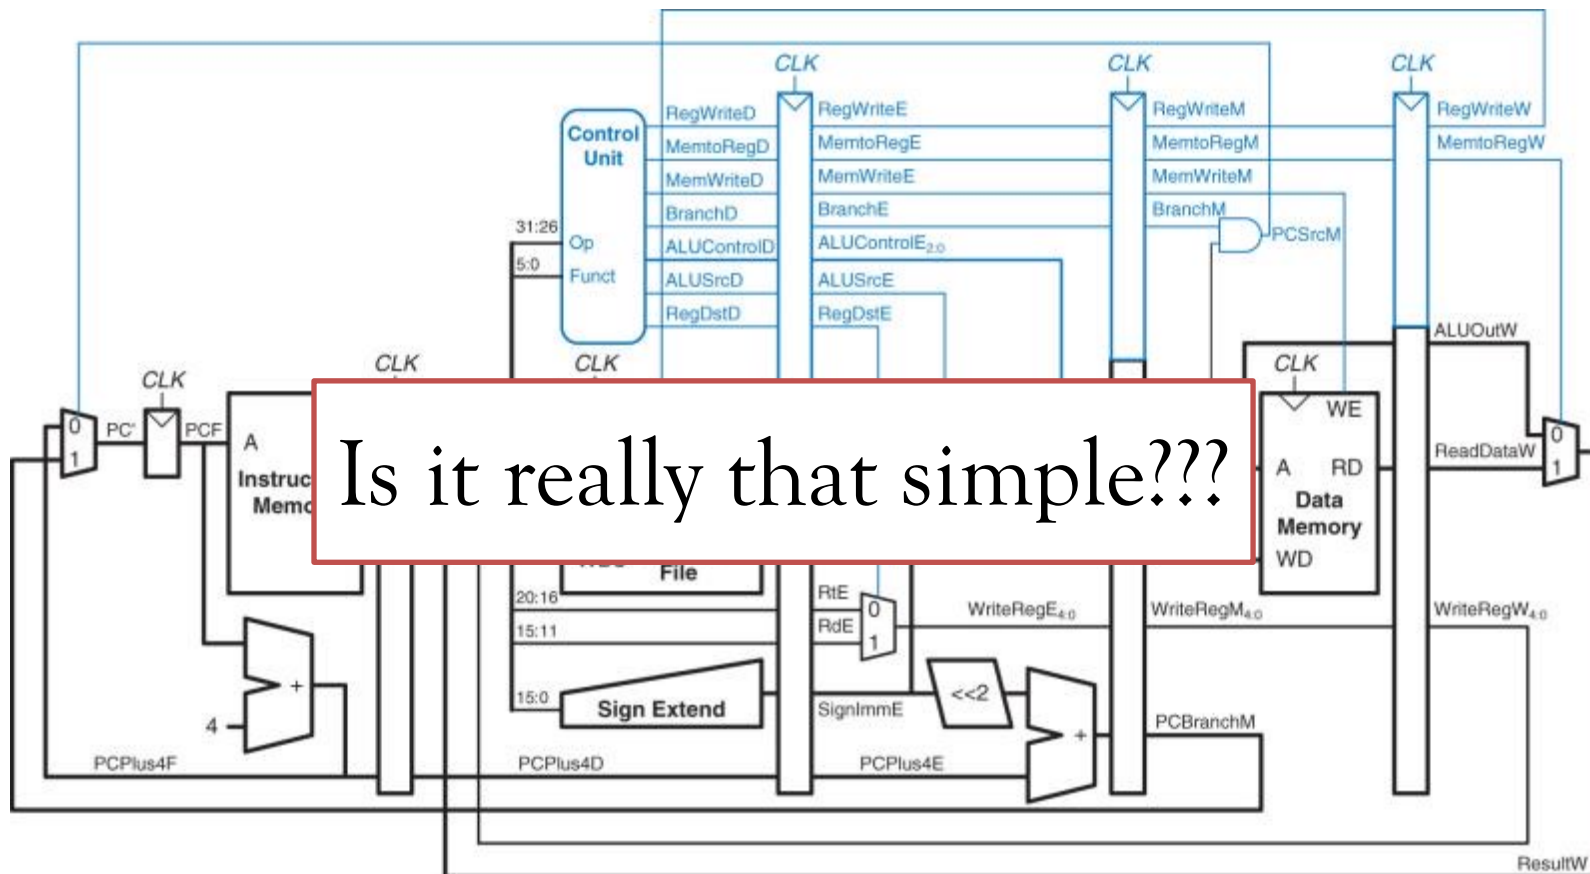 CLK CLK CLK
RegWriteD RegWriteE RegWriteM RegWriteW
Control
Unit
MemtoRegD MemtoRegE MemtoRegM MemtoRegW
MemWriteD MemWriteE MemWriteM
BranchD BranchE BranchM
31:26 Op ALUControlD ALUControlE2:0 PCSrcM
5:0 Funct ALUSrcD ALUSrcE
RegDstD RegDstE
ALUOutW
CLK CLK CLK CLK
0 PC' PCF A WE 0
1 ReadDataW 1
Is it really that simple???
A RD
Data
Memory
WD
File
20:16 RtE 0 WriteRegE4:0 WriteRegM4:0 WriteRegW4:0
15:11 RdE 1
+
15:0 Sign Extend SignImmE <<2
4 + PCBranchM
PCPlus4F PCPlus4D PCPlus4E
ResultW